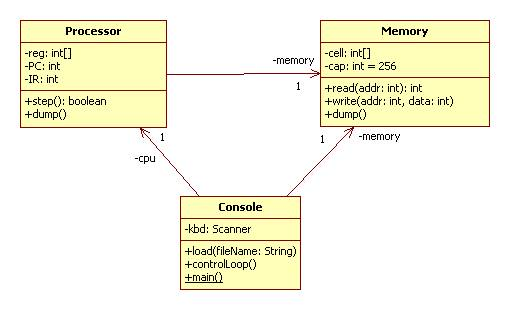 Processor
-reg: int[]
-PC: int
-IR: int
+step(): boolean
+dump()
-memory
1
Memory
-cell: int[]
-cap: int = 256
+read(addr: int): int
+write(addr: int, data: int)
+dump()
1
-cpu
1
-memory
Console
-kbd: Scanner
+load(fileName: String)
+controlLoop()
+main()